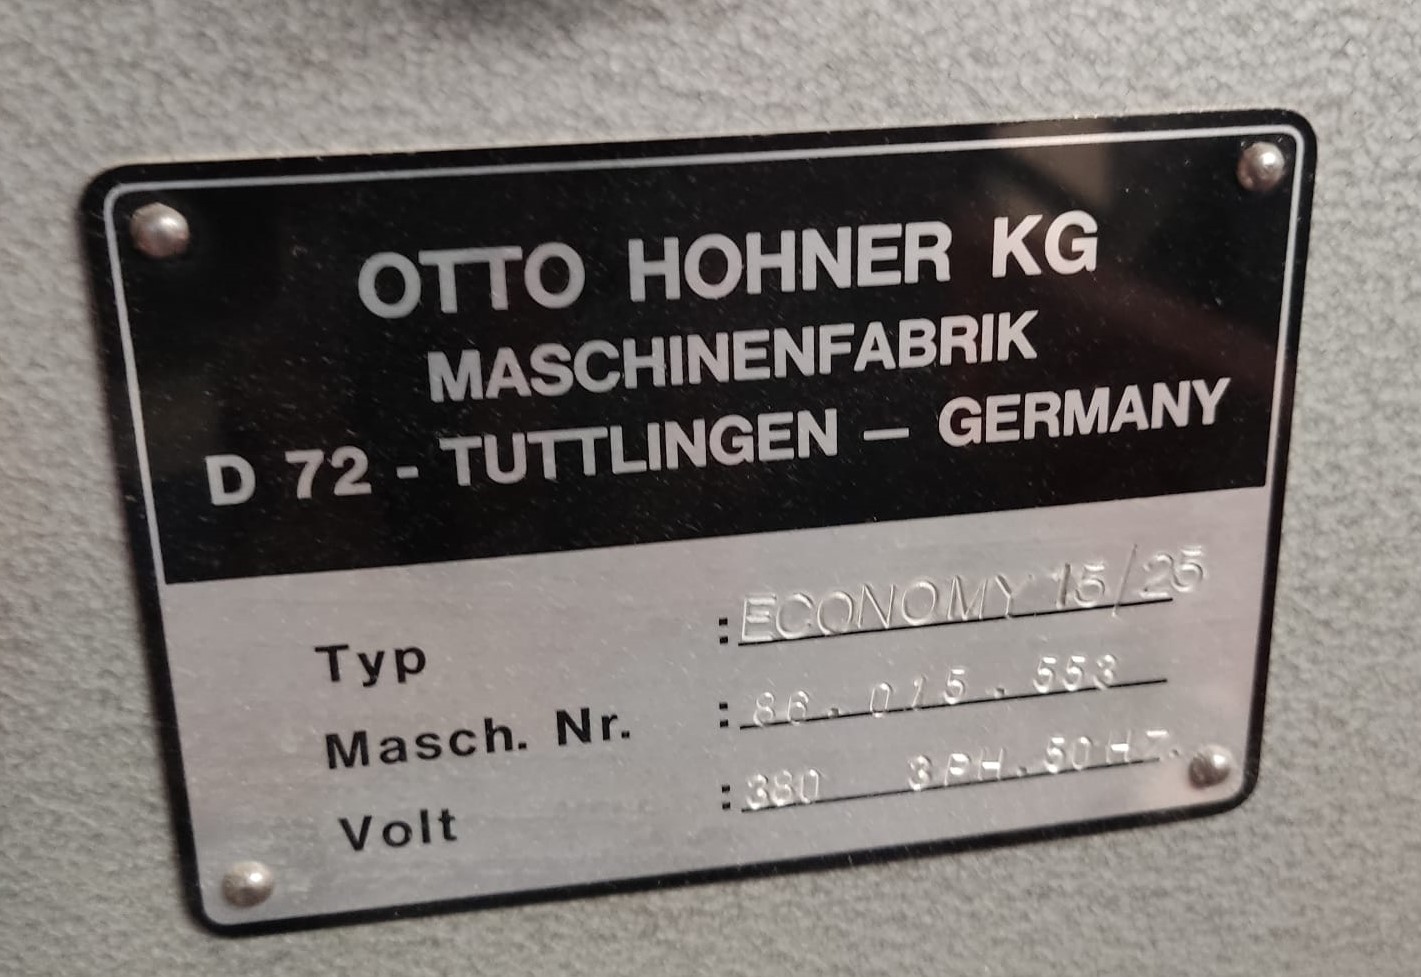 OTTO HOHNER KG
MASCHINENFABRIK
D 72 - TUTTLINGEN — GERMANY
Typ : ECONOMY 15/25
Masch. Nr. : 86.015.553
Volt : 380 3PH.50HZ.